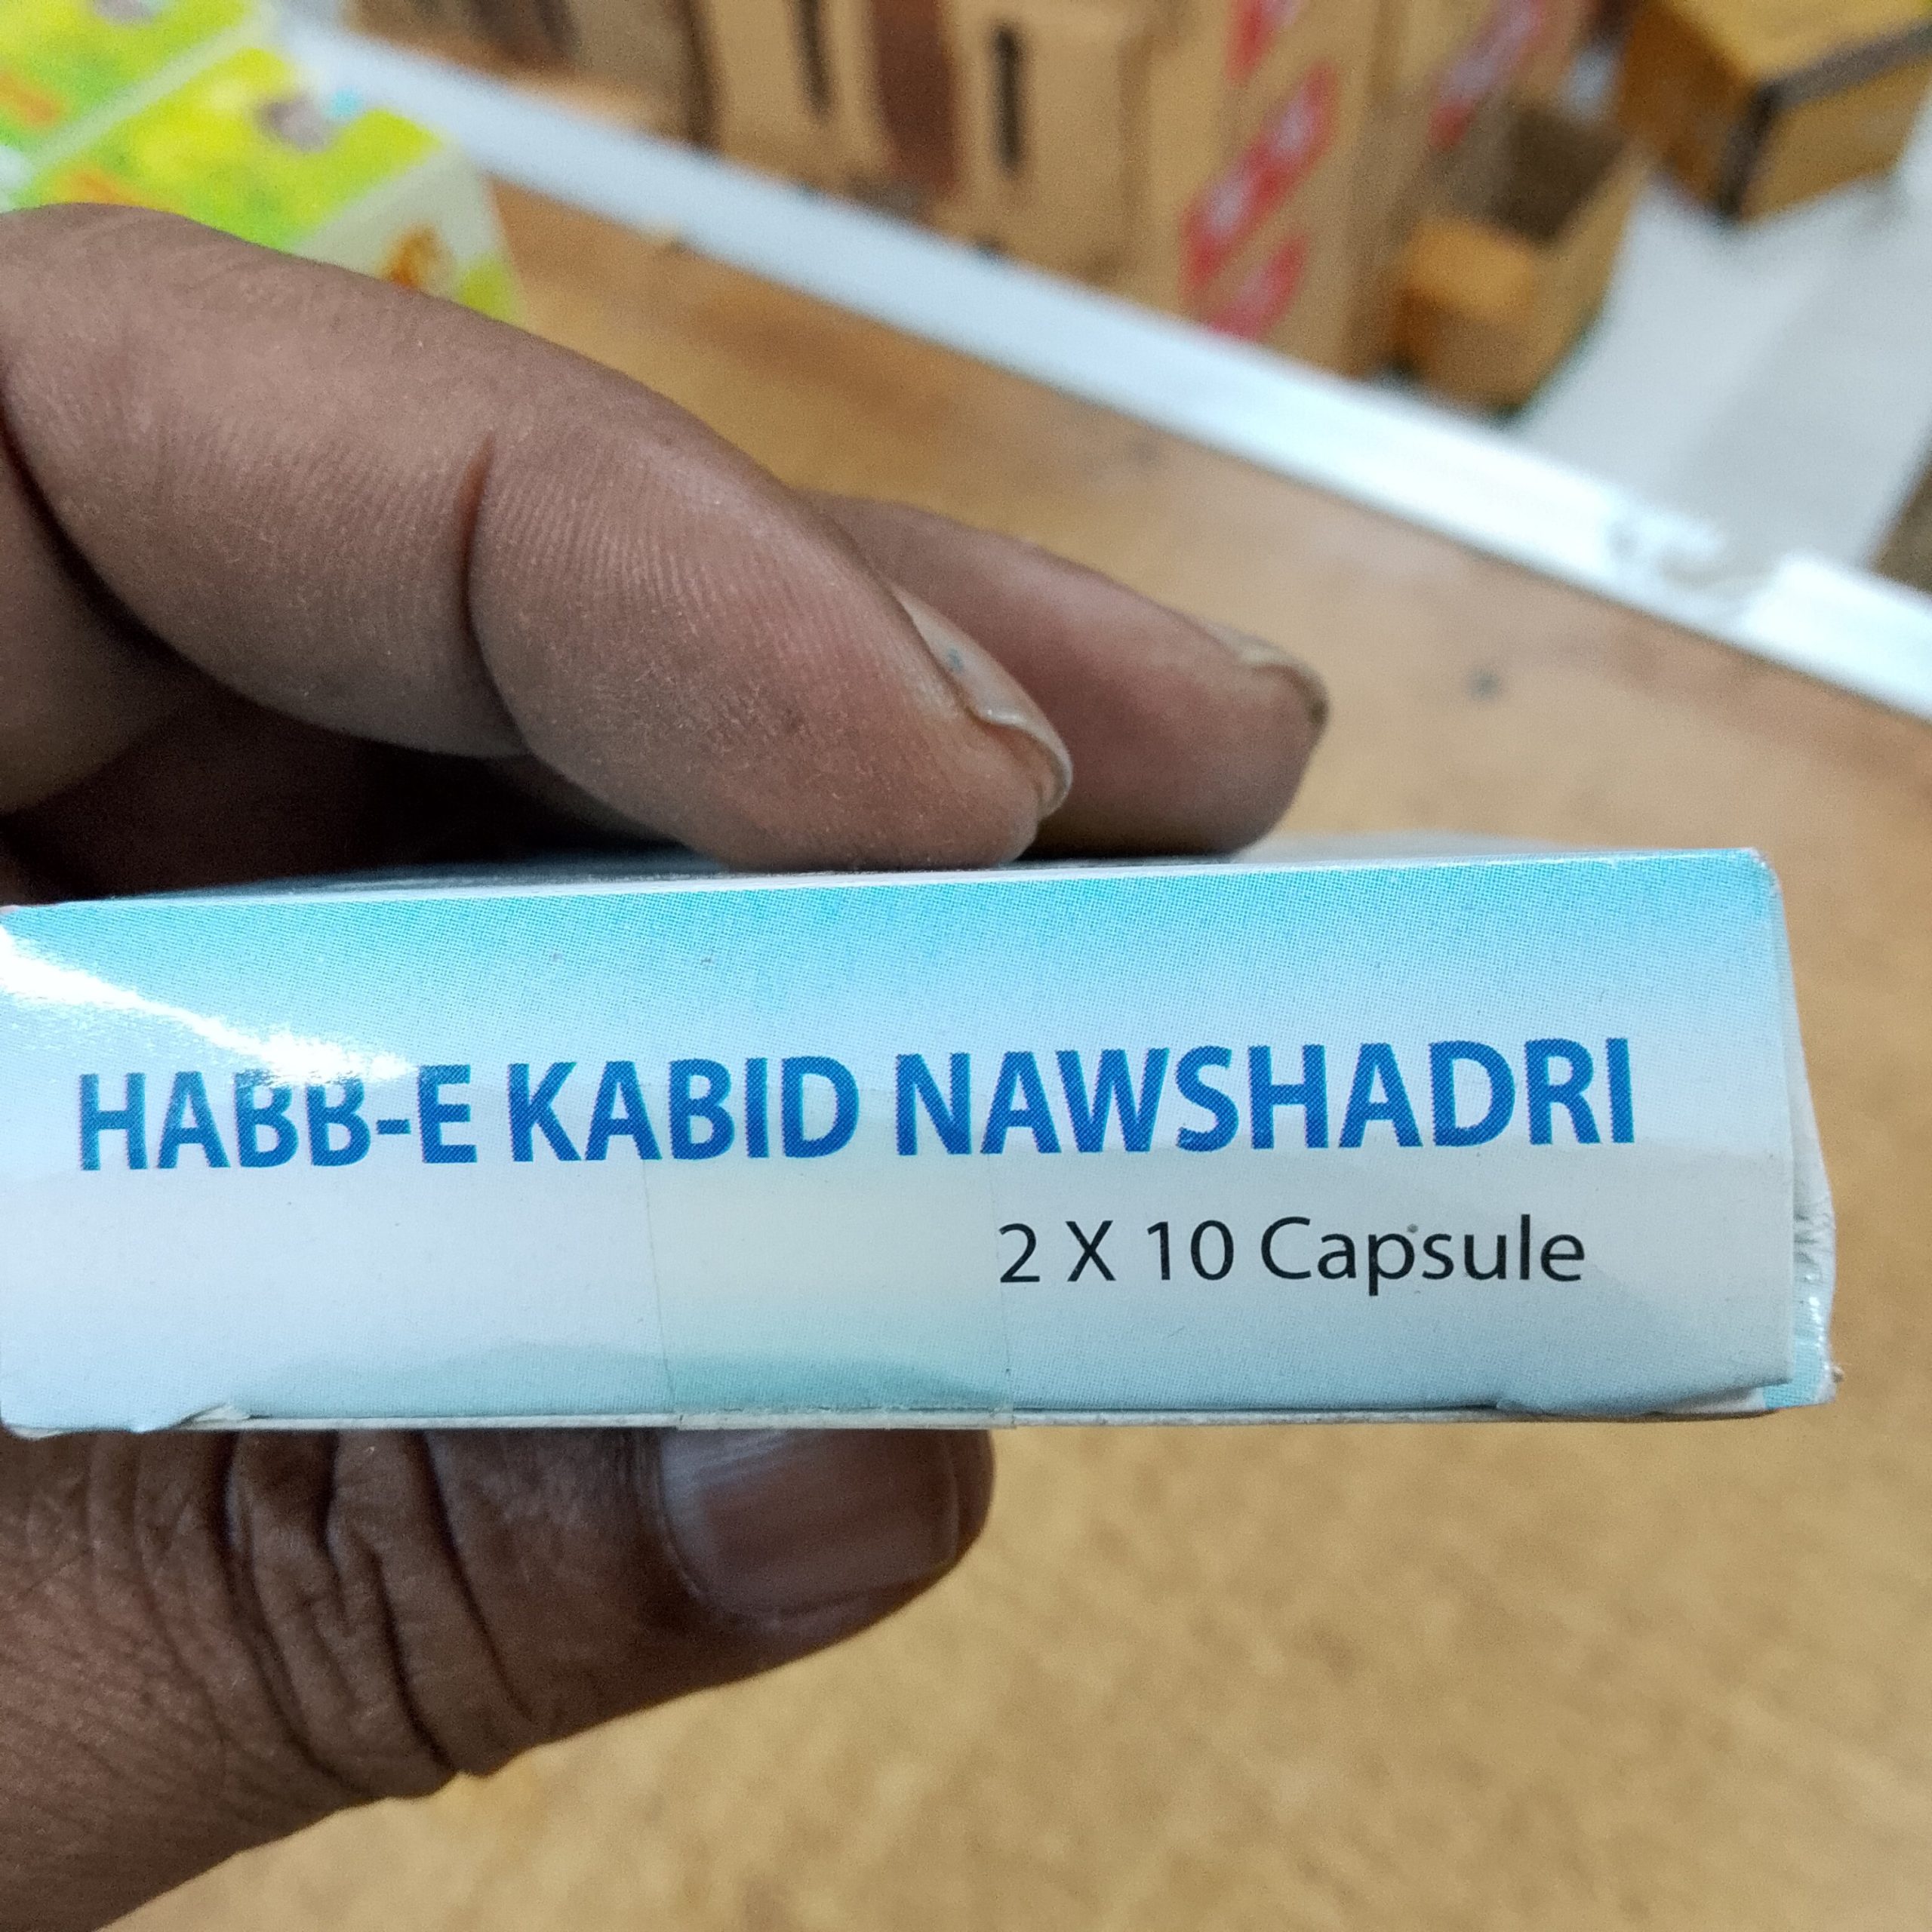 HABB-E KABID NAWSHADRI
2 X 10 Capsule